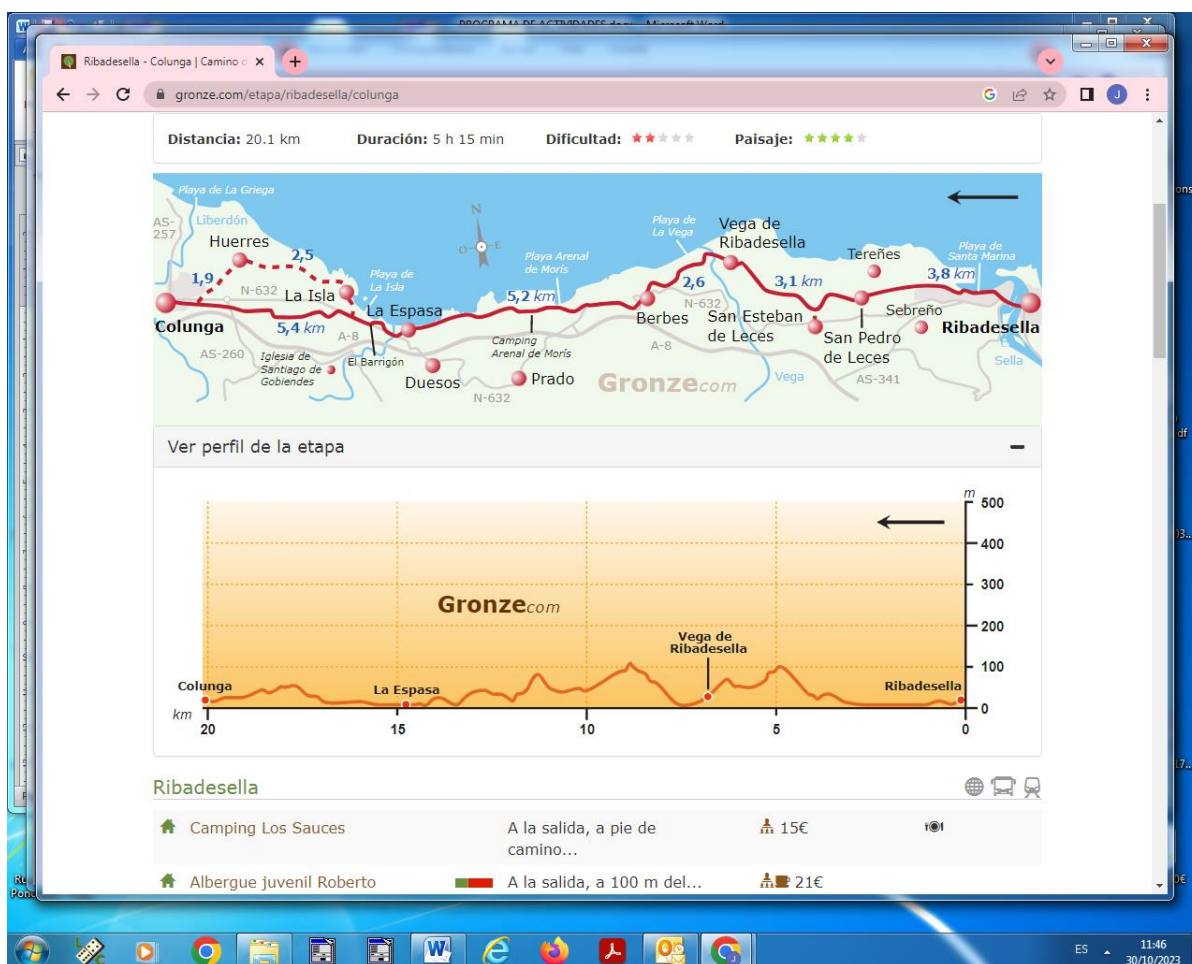 PROGRAMA DE ACTIVIDADES
Microsoft Word
Ribadesella - Colunga | Camino d
gronze.com/etapa/ribadesella/colunga
Distancia: 20.1 km Duración: 5 h 15 min Dificultad: Paisaje:
Playa de La Griega
AS-257
Liberdón
Huerres
2,5
1,9
N-632
La Isla
Playa de La Isla
N
O
E
Playa Arenal de Morís
Playa de La Vega
Vega de Ribadesella
Tereñes
Playa de Santa Marina
3,8 km
3,1 km
2,6
5,2 km
La Espasa
Colunga
5,4 km
A-8
AS-260
Iglesia de Santiago de Gobiendes
El Barrigón
Duesos
Camping Arenal de Morís
Prado
N-632
Berbes
N-632
A-8
San Esteban de Leces
San Pedro de Leces
Sebreño
Ribadesella
Sella
Vega
AS-341
Gronze.com
Ver perfil de la etapa
m
500
400
300
200
100
0
Gronze.com
Vega de Ribadesella
Colunga
La Espasa
Ribadesella
km
20 15 10 5 0
Ribadesella
Camping Los Sauces A la salida, a pie de camino... 15€
Albergue juvenil Roberto A la salida, a 100 m del... 21€
ES
11:46
30/10/2023